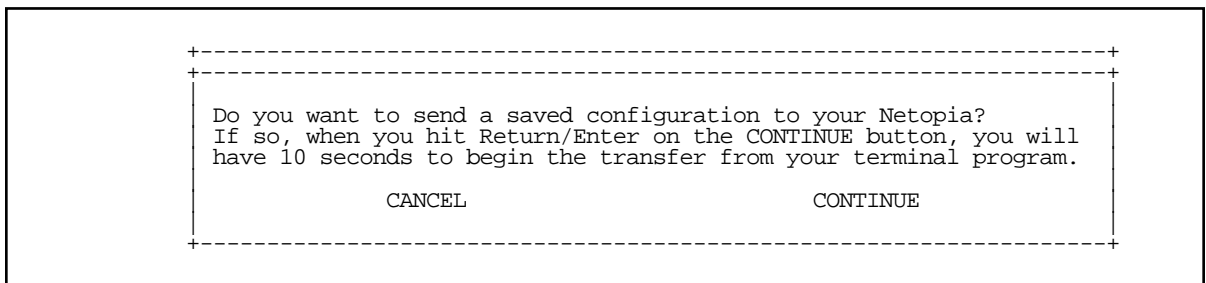 Do you want to send a saved configuration to your Netopia?
If so, when you hit Return/Enter on the CONTINUE button, you will
have 10 seconds to begin the transfer from your terminal program.
CANCEL CONTINUE